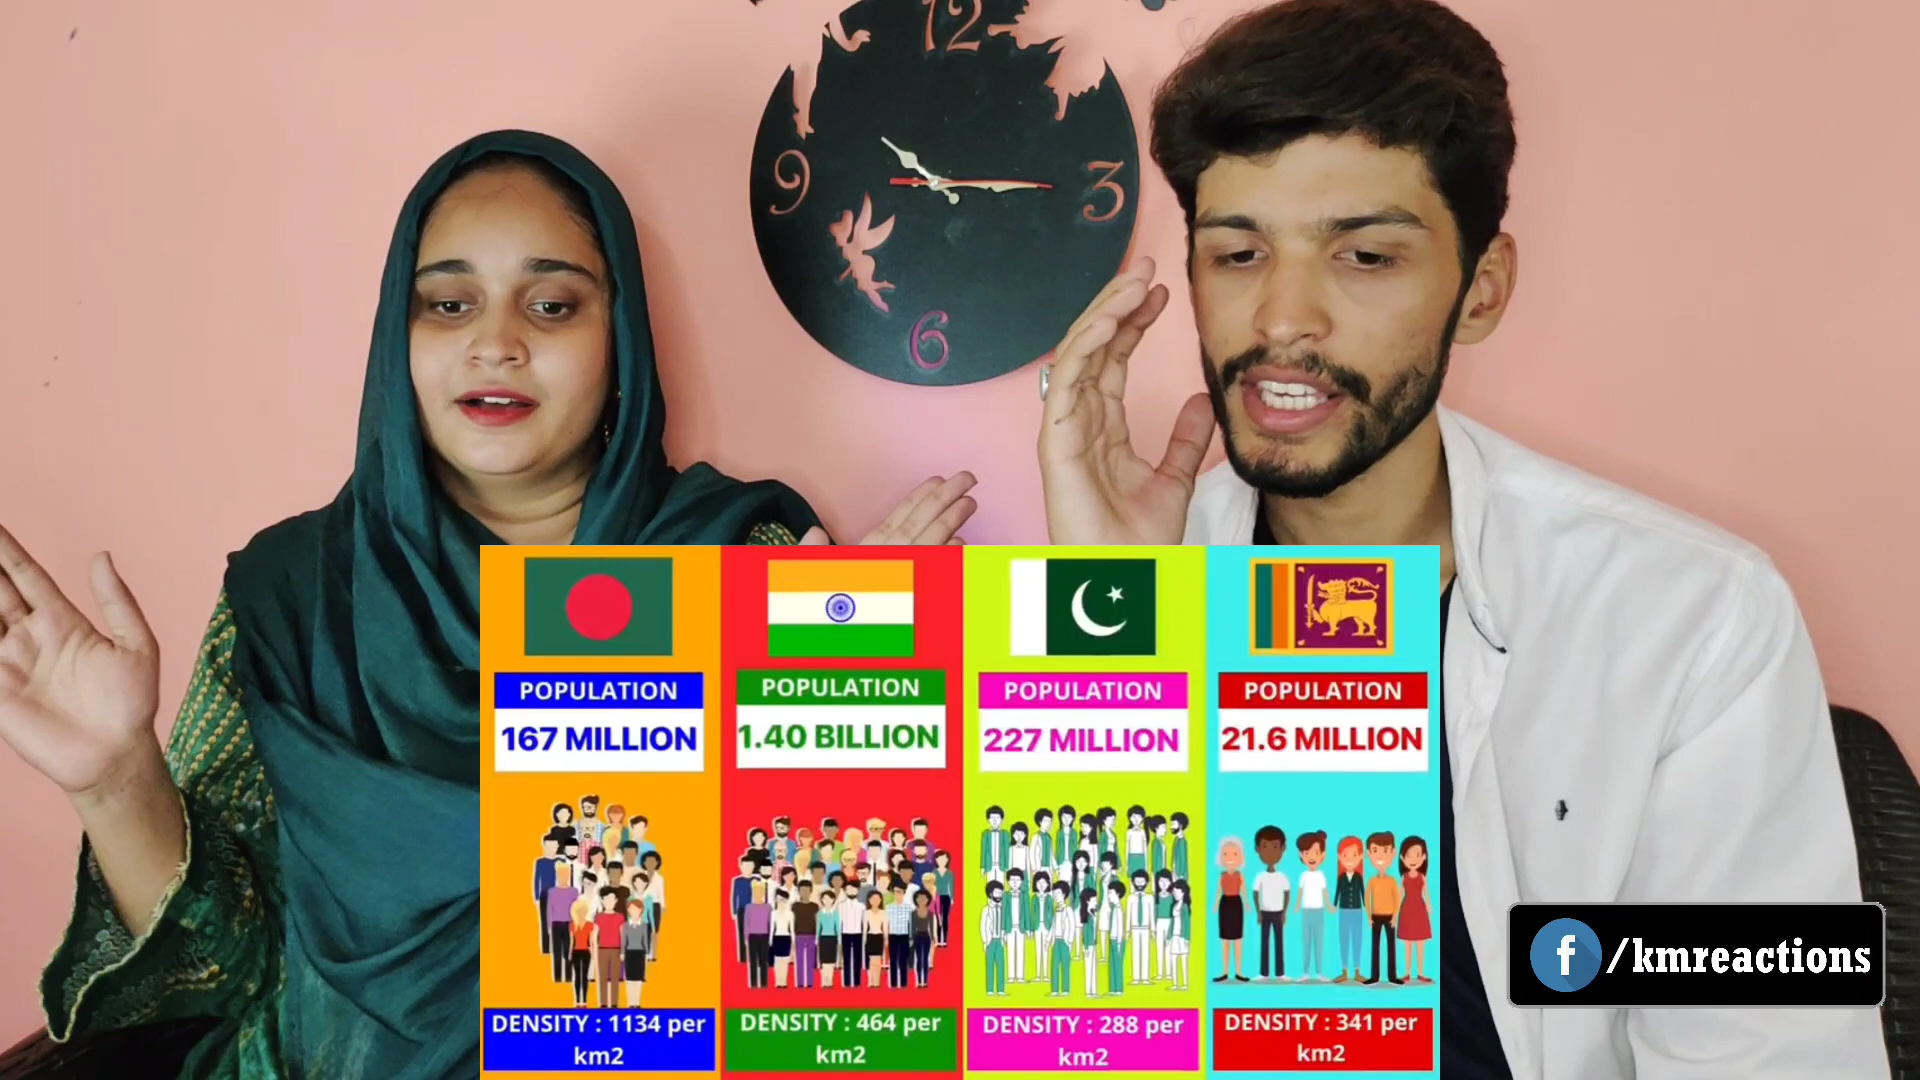 12
9
3
6
POPULATION
167 MILLION
DENSITY : 1134 per
km2
POPULATION
1.40 BILLION
DENSITY : 464 per
km2
POPULATION
227 MILLION
DENSITY : 288 per
km2
POPULATION
21.6 MILLION
DENSITY : 341 per
km2
f/kmreactions